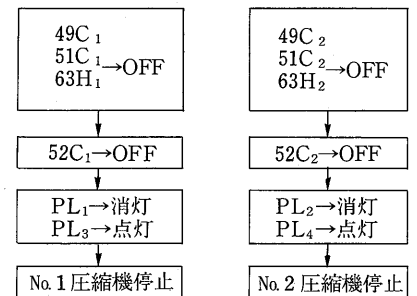 49C₁
51C₁→OFF
63H₁
52C₁→OFF
PL₁→消灯
PL₃→点灯
No.1圧縮機停止
49C₂
51C₂→OFF
63H₂
52C₂→OFF
PL₂→消灯
PL₄→点灯
No.2圧縮機停止